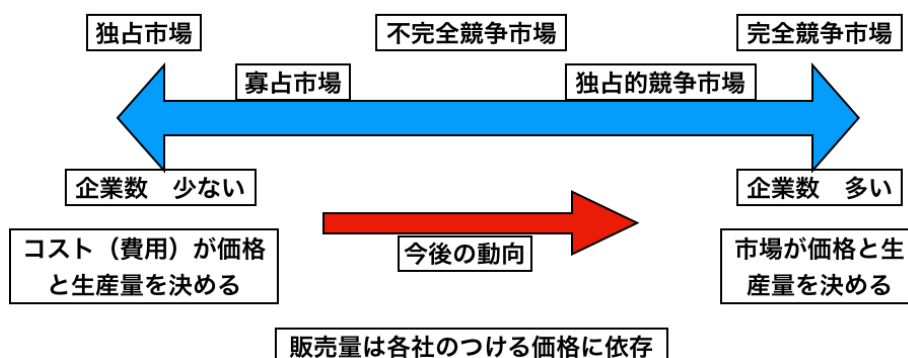 独占市場
不完全競争市場
完全競争市場
寡占市場
独占的競争市場
企業数　少ない
企業数　多い
コスト（費用）が価格
と生産量を決める
今後の動向
市場が価格と生
産量を決める
販売量は各社のつける価格に依存